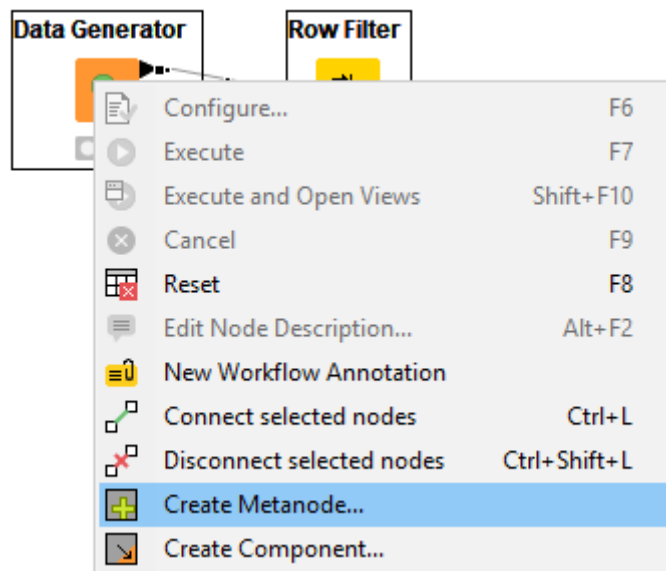 Data Generator Row Filter
Configure... F6
Execute F7
Execute and Open Views Shift+F10
Cancel F9
Reset F8
Edit Node Description... Alt+F2
New Workflow Annotation
Connect selected nodes Ctrl+L
Disconnect selected nodes Ctrl+Shift+L
Create Metanode...
Create Component...